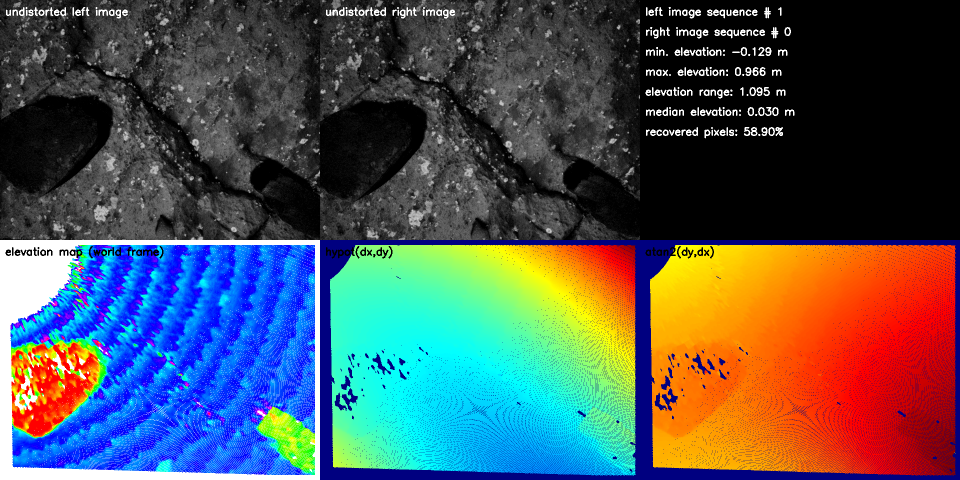 undistorted left image
undistorted right image
left image sequence # 1
right image sequence # 0
min. elevation: -0.129 m
max. elevation: 0.966 m
elevation range: 1.095 m
median elevation: 0.030 m
recovered pixels: 58.90%
elevation map (world frame)
hypot(dx,dy)
atan2(dy,dx)